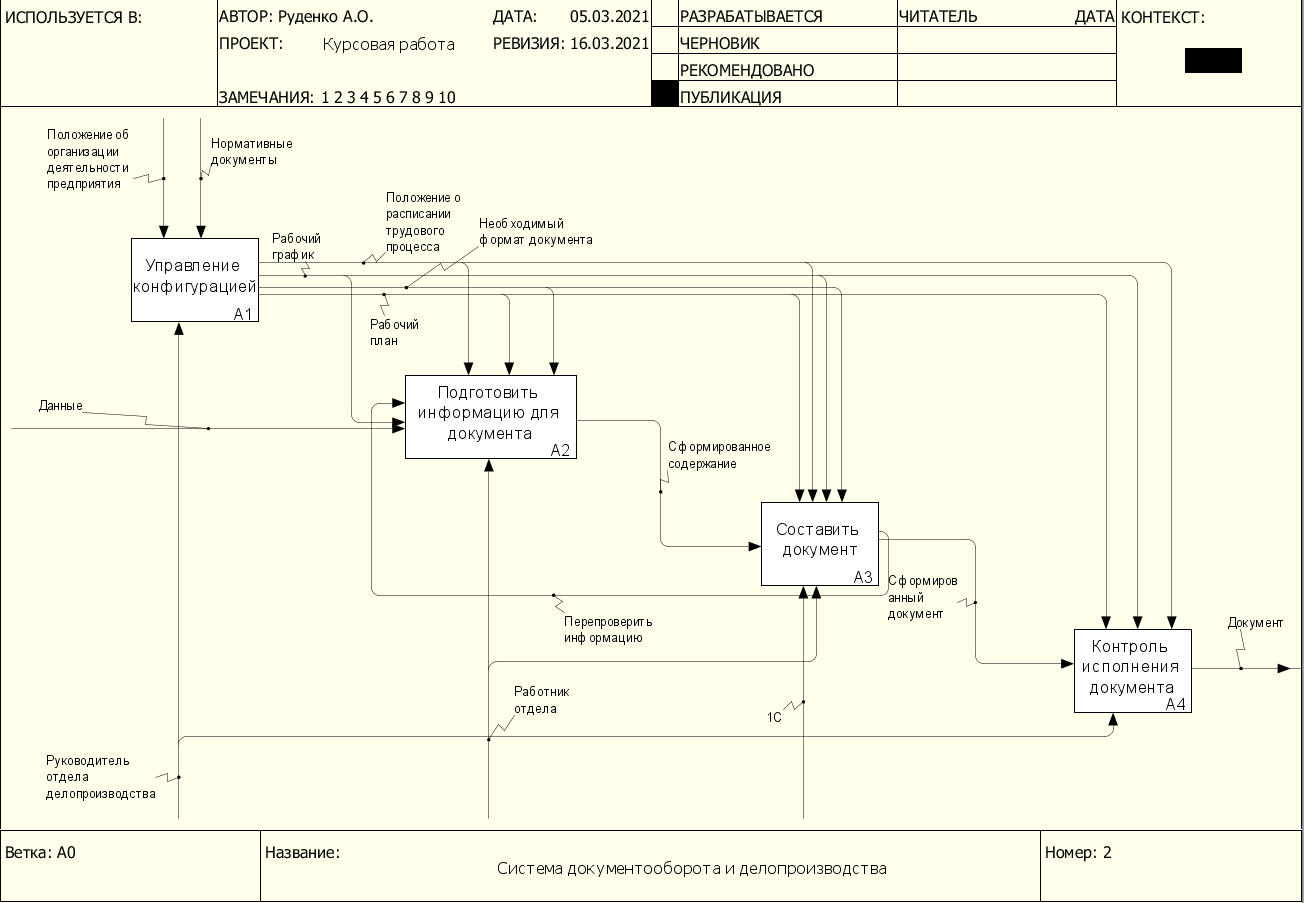 ИСПОЛЬЗУЕТСЯ В:
АВТОР: Руденко А.О.
ДАТА: 05.03.2021
ПРОЕКТ: Курсовая работа
РЕВИЗИЯ: 16.03.2021
ЗАМЕЧАНИЯ: 1 2 3 4 5 6 7 8 9 10
РАЗРАБАТЫВАЕТСЯ
ЧЕРНОВИК
РЕКОМЕНДОВАНО
ПУБЛИКАЦИЯ
ЧИТАТЕЛЬ ДАТА
КОНТЕКСТ:
Положение об
организации
деятельности
предприятия
Нормативные
документы
Положение о
расписании
трудового
процесса
Необходимый
формат документа
Рабочий
график
Управление
конфигурацией
A1
Рабочий
план
Данные
Подготовить
информацию для
документа
A2
Сформированное
содержание
Составить
документ
A3
Сформиров
анный
документ
Перепроверить
информацию
Документ
Контроль
исполнения
документа
A4
Работник
отдела
1С
Руководитель
отдела
делопроизводства
Ветка: A0
Название:
Система документооборота и делопроизводства
Номер: 2